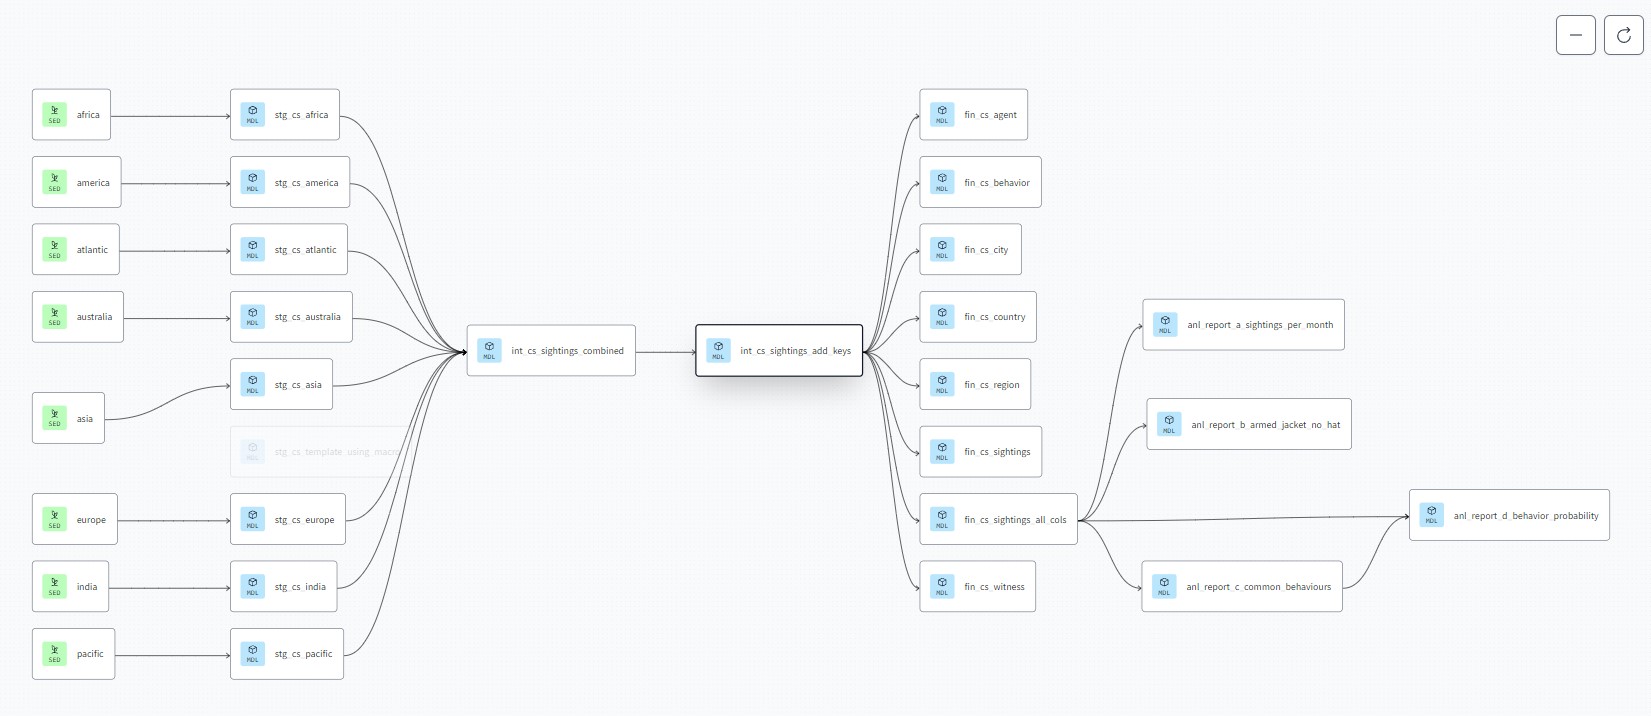 SED
africa
MDL
stg_cs_africa
MDL
fin_cs_agent
SED
america
MDL
stg_cs_america
MDL
fin_cs_behavior
SED
atlantic
MDL
stg_cs_atlantic
MDL
fin_cs_city
SED
australia
MDL
stg_cs_australia
MDL
fin_cs_country
MDL
anl_report_a_sightings_per_month
MDL
int_cs_sightings_combined
MDL
int_cs_sightings_add_keys
SED
asia
MDL
stg_cs_asia
MDL
fin_cs_region
MDL
anl_report_b_armed_jacket_no_hat
MDL
stg_cs_template_using_macro
MDL
fin_cs_sightings
SED
europe
MDL
stg_cs_europe
MDL
fin_cs_sightings_all_cols
MDL
anl_report_d_behavior_probability
SED
india
MDL
stg_cs_india
MDL
fin_cs_witness
MDL
anl_report_c_common_behaviours
SED
pacific
MDL
stg_cs_pacific